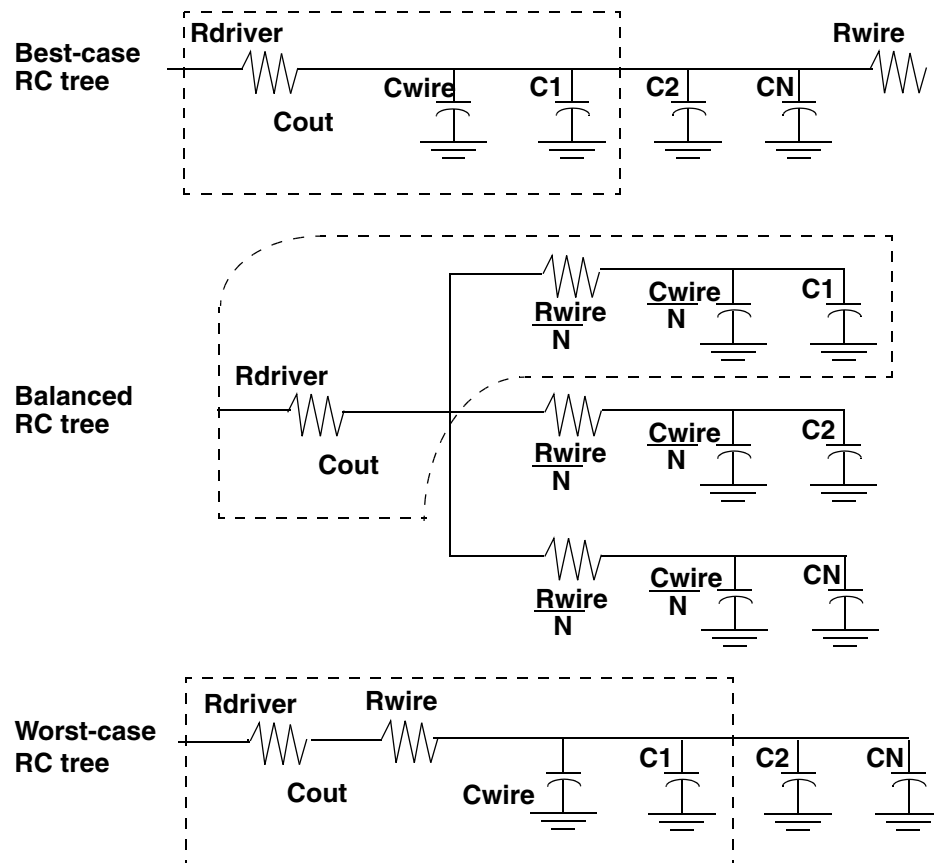 Best-case
RC tree
Rdriver
Rwire
Cwire
C1
C2
CN
Cout
Balanced
RC tree
Rdriver
Cout
Rwire
N
Cwire
N
C1
Rwire
N
Cwire
N
C2
Rwire
N
Cwire
N
CN
Worst-case
RC tree
Rdriver
Rwire
Cout
Cwire
C1
C2
CN